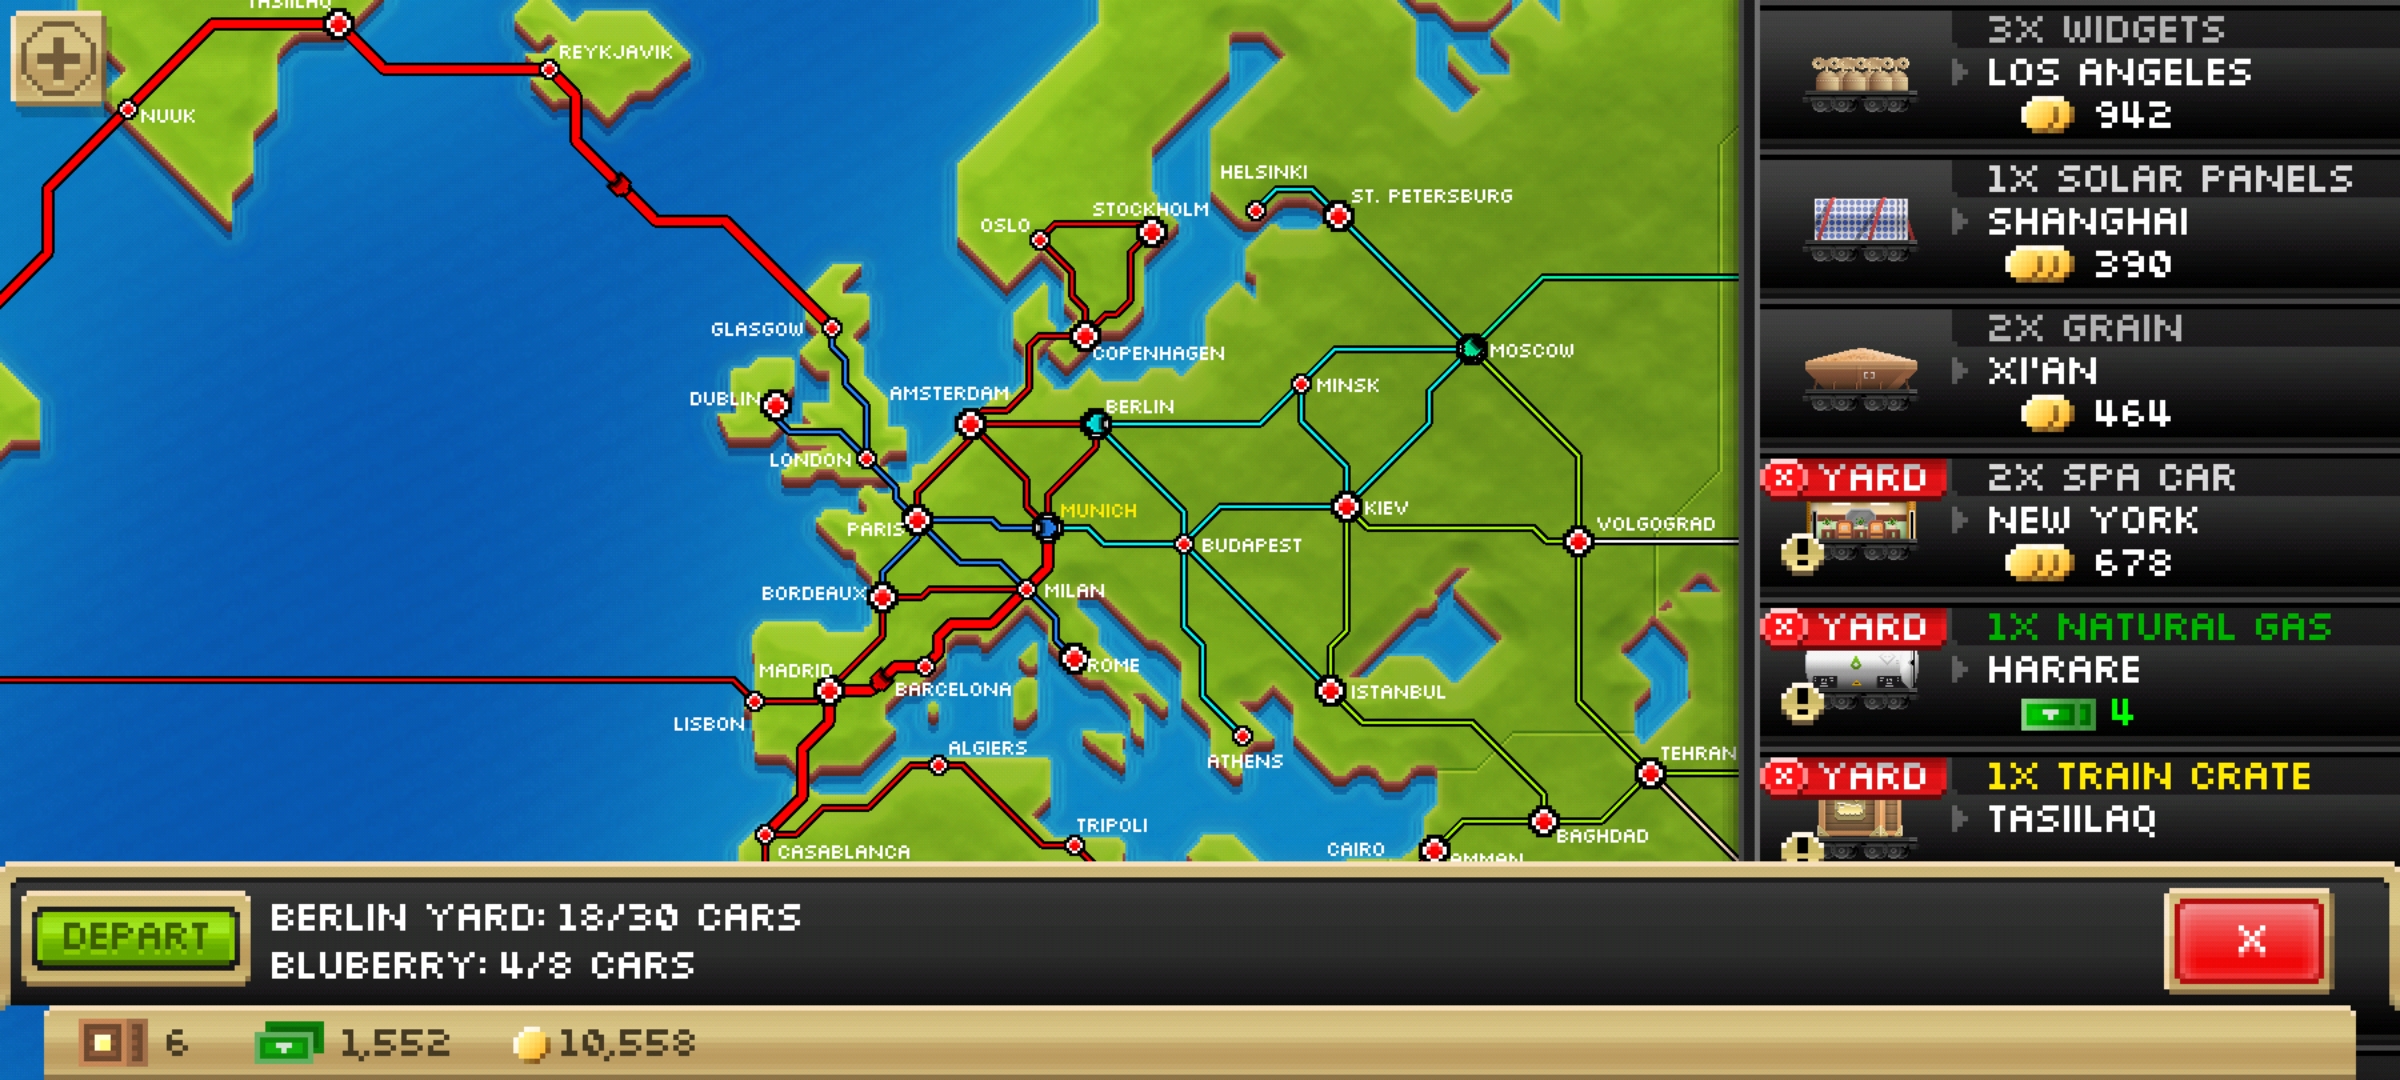 TASIILAQ
REYKJAVIK
NUUK
HELSINKI
ST. PETERSBURG
STOCKHOLM
OSLO
GLASGOW
COPENHAGEN
MOSCOW
MINSK
DUBLIN
AMSTERDAM
BERLIN
LONDON
MUNICH
KIEV
PARIS
VOLGOGRAD
BUDAPEST
BORDEAUX
MILAN
MADRID
ROME
BARCELONA
ISTANBUL
LISBON
ALGIERS
ATHENS
TEHRAN
TRIPOLI
BAGHDAD
CASABLANCA
CAIRO
AMMAN
3X WIDGETS
LOS ANGELES
942
1X SOLAR PANELS
SHANGHAI
390
2X GRAIN
XI'AN
464
YARD
2X SPA CAR
NEW YORK
678
YARD
1X NATURAL GAS
HARARE
4
YARD
1X TRAIN CRATE
TASIILAQ
DEPART
BERLIN YARD: 18/30 CARS
BLUBERRY: 4/8 CARS
X
6
1,552
10,558